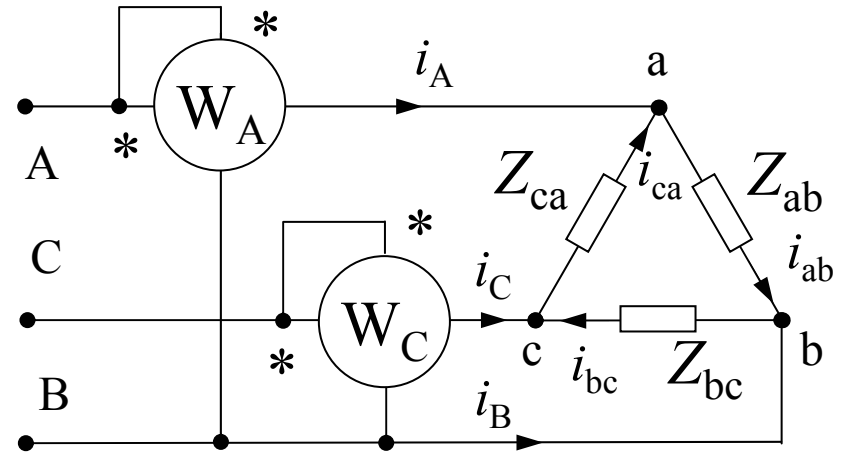 *
i_A
a
W_A
*
A
Z_ca
i_ca
Z_ab
C
*
i_C
i_ab
W_C
*
c
i_bc
Z_bc
b
B
i_B